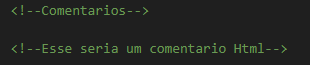 <!--Comentarios-->
<!--Esse seria um comentario Html-->